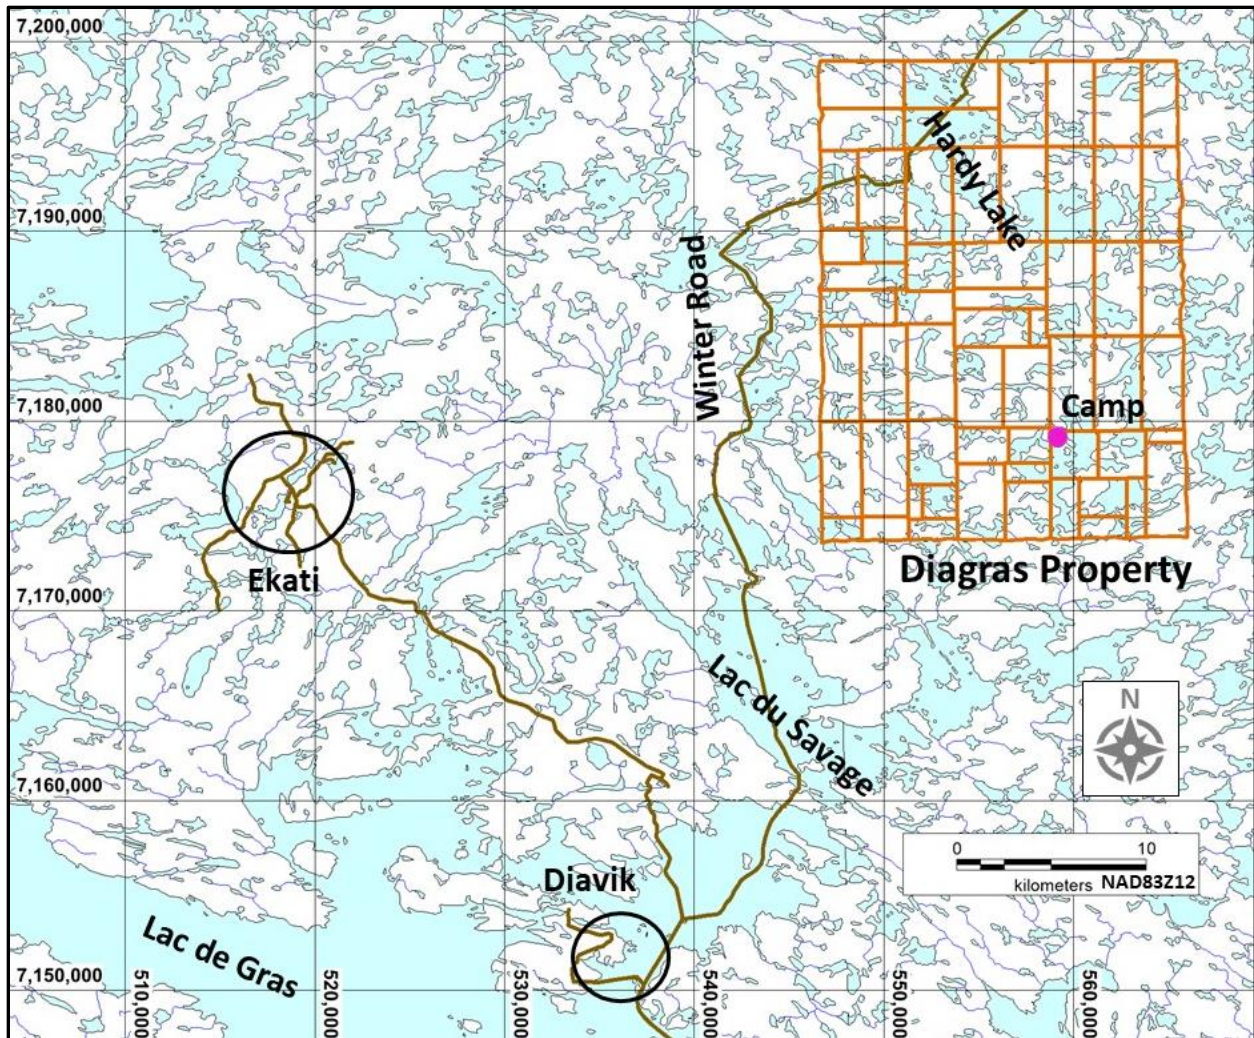 7,200,000
Hardy Lake
7,190,000
Winter Road
7,180,000
Camp
Ekati
Diagras Property
7,170,000
Lac du Savage
N
7,160,000
0 10
kilometers NAD83Z12
Diavik
Lac de Gras
7,150,000
510,000
520,000
530,000
540,000
550,000
560,000